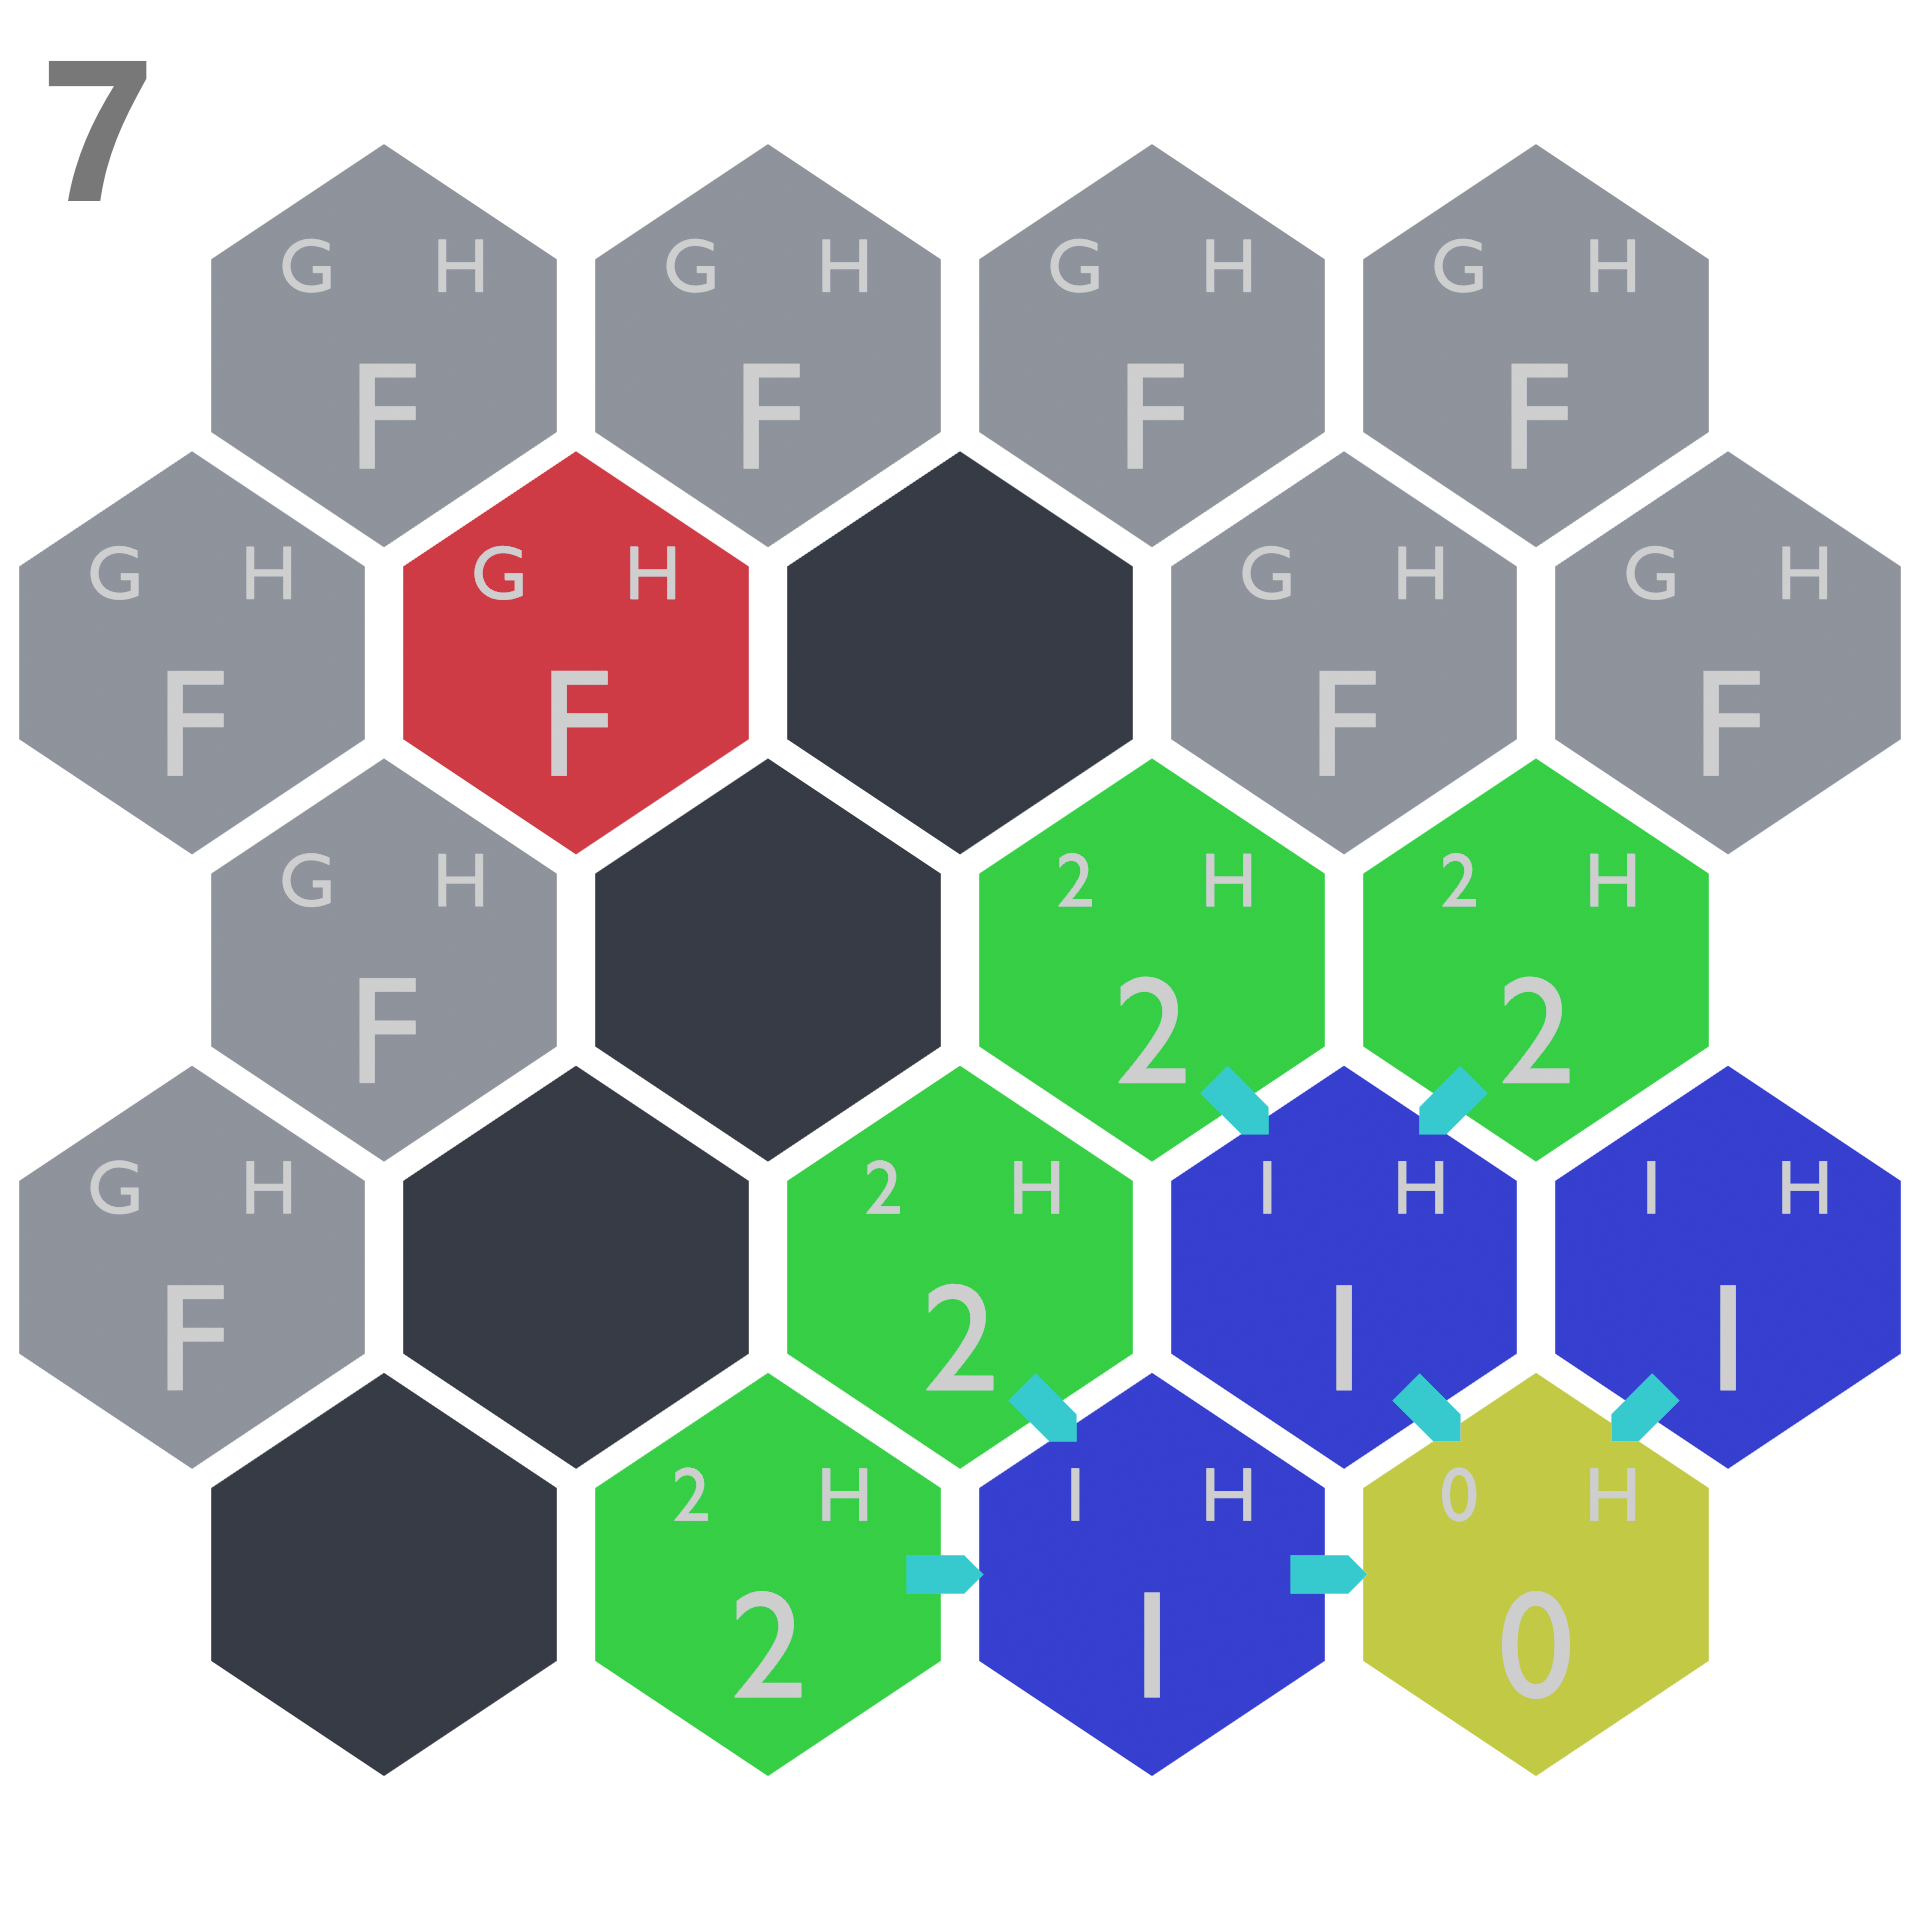 7
G H G H G H G H
F F F F
G H G H G H G H
F F F F
G H 2 H 2 H
F 2 2
G H 2 H I H I H
F 2 I I
2 H I H 0 H
2 I 0